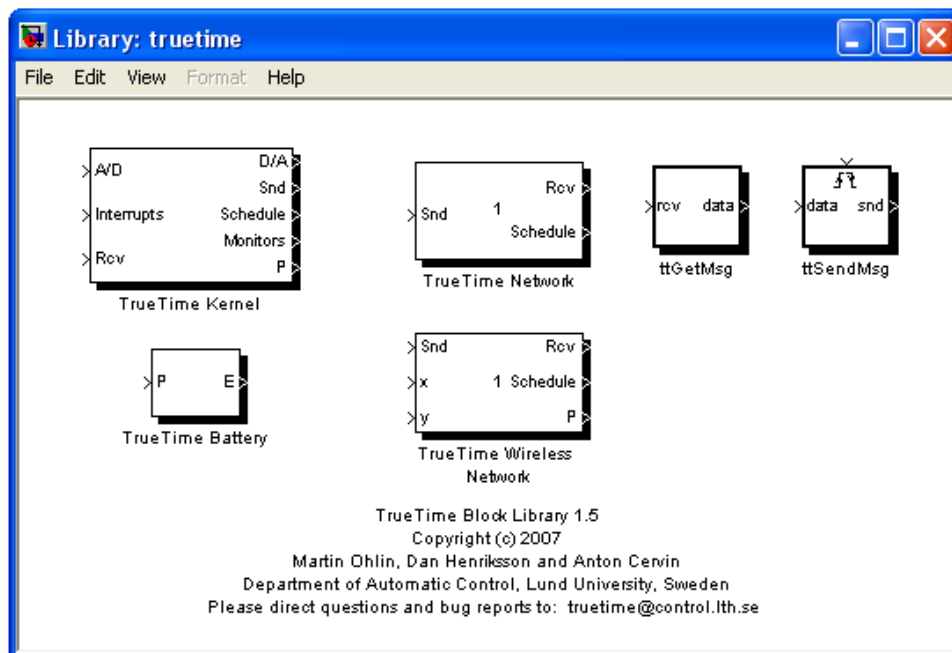 Library: truetime
File Edit View Format Help
A/D
Interrupts
Rcv
D/A
Snd
Schedule
Monitors
P
TrueTime Kernel
Snd
1
Rcv
Schedule
TrueTime Network
rcv data
ttGetMsg
data snd
ttSendMsg
P E
TrueTime Battery
Snd
x
y
1
Rcv
Schedule
P
TrueTime Wireless
Network
TrueTime Block Library 1.5
Copyright (c) 2007
Martin Ohlin, Dan Henriksson and Anton Cervin
Department of Automatic Control, Lund University, Sweden
Please direct questions and bug reports to: truetime@control.lth.se